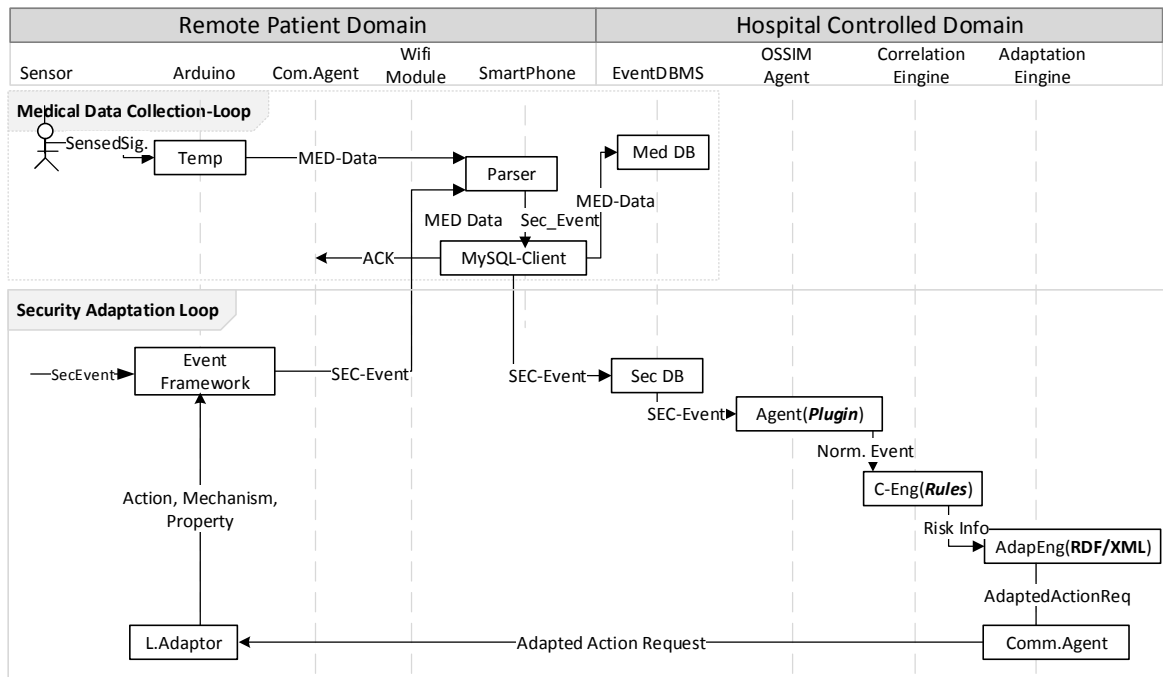 Remote Patient Domain
Hospital Controlled Domain
Sensor
Arduino
Com.Agent
Wifi
Module
SmartPhone
EventDBMS
OSSIM
Agent
Correlation
Eingine
Adaptation
Eingine
Medical Data Collection-Loop
SensedSig.
Temp
MED-Data
Parser
Med DB
MED-Data
MED Data
Sec_Event
ACK
MySQL-Client
Security Adaptation Loop
SecEvent
Event
Framework
SEC-Event
SEC-Event
Sec DB
SEC-Event
Agent(Plugin)
Norm. Event
C-Eng(Rules)
Risk Info
AdapEng(RDF/XML)
Action, Mechanism,
Property
AdaptedActionReq
L.Adaptor
Adapted Action Request
Comm.Agent